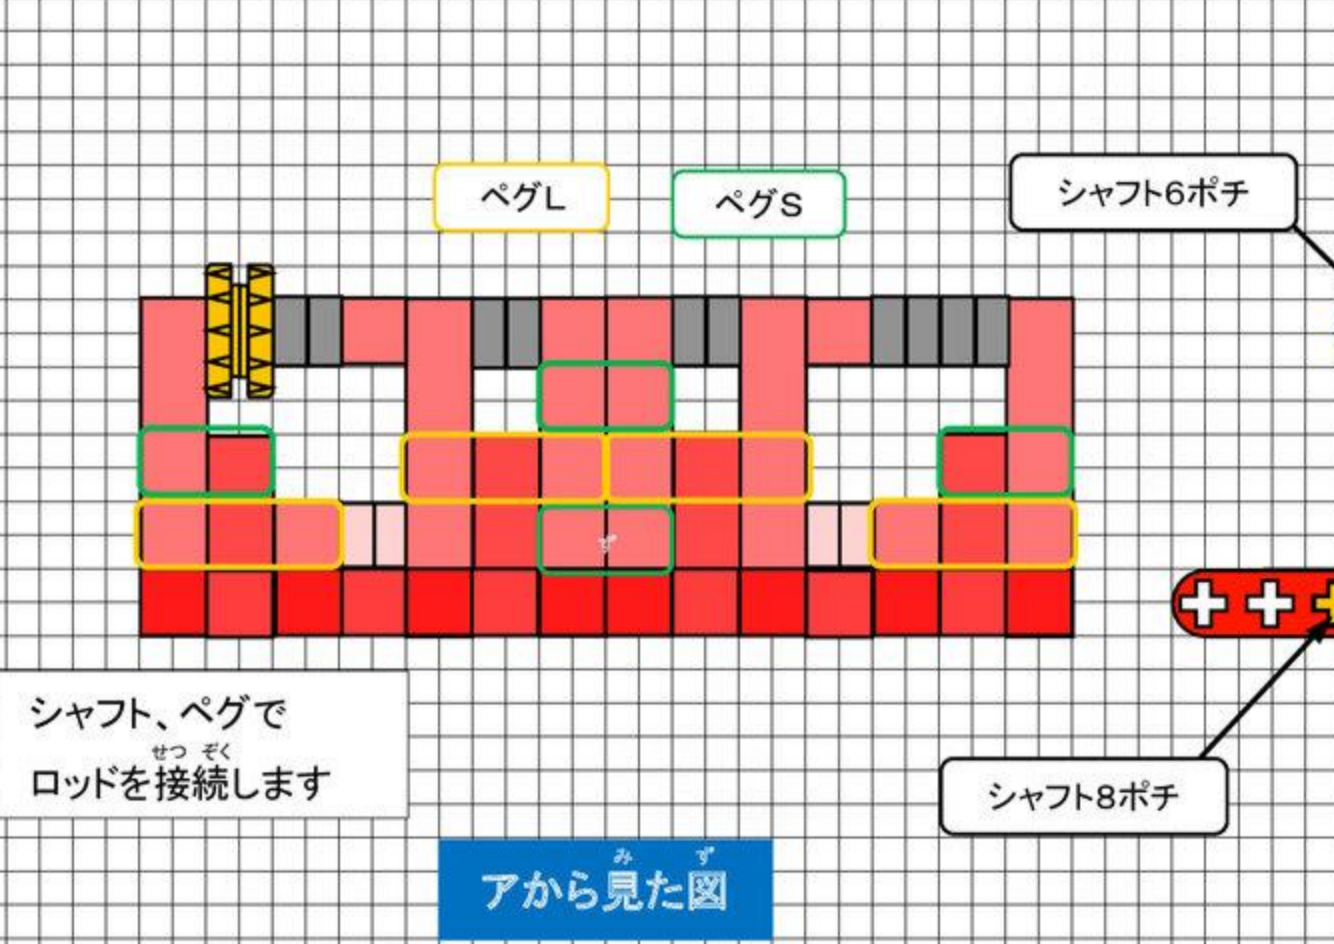 ペグL
ペグS
シャフト6ポチ
ず
シャフト、ペグで
せつ ぞく
ロッドを接続します
シャフト8ポチ
み ず
アから見た図